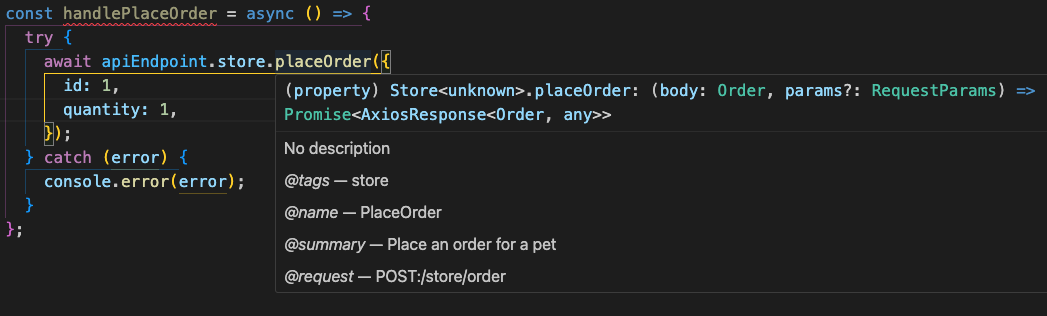 const handlePlaceOrder = async () => {
try {
await apiEndpoint.store.placeOrder({
id: 1,
quantity: 1,
});
} catch (error) {
console.error(error);
}
};
(property) Store<unknown>.placeOrder: (body: Order, params?: RequestParams) =>
Promise<AxiosResponse<Order, any>>
No description
@tags — store
@name — PlaceOrder
@summary — Place an order for a pet
@request — POST:/store/order